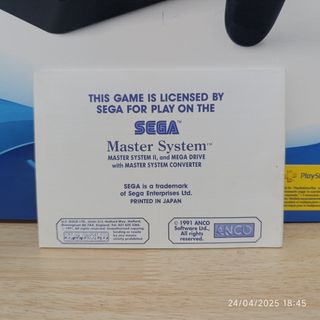 THIS GAME IS LICENSED BY
SEGA FOR PLAY ON THE
SEGA
Master System™
MASTER SYSTEM II, and MEGA DRIVE
with MASTER SYSTEM CONVERTER
SEGA is a trademark
of Sega Enterprises Ltd.
PRINTED IN JAPAN
© 1991 ANCO
Software Ltd.
All rights
reserved.
ANCO
PlaySt
24/04/2025 18:45